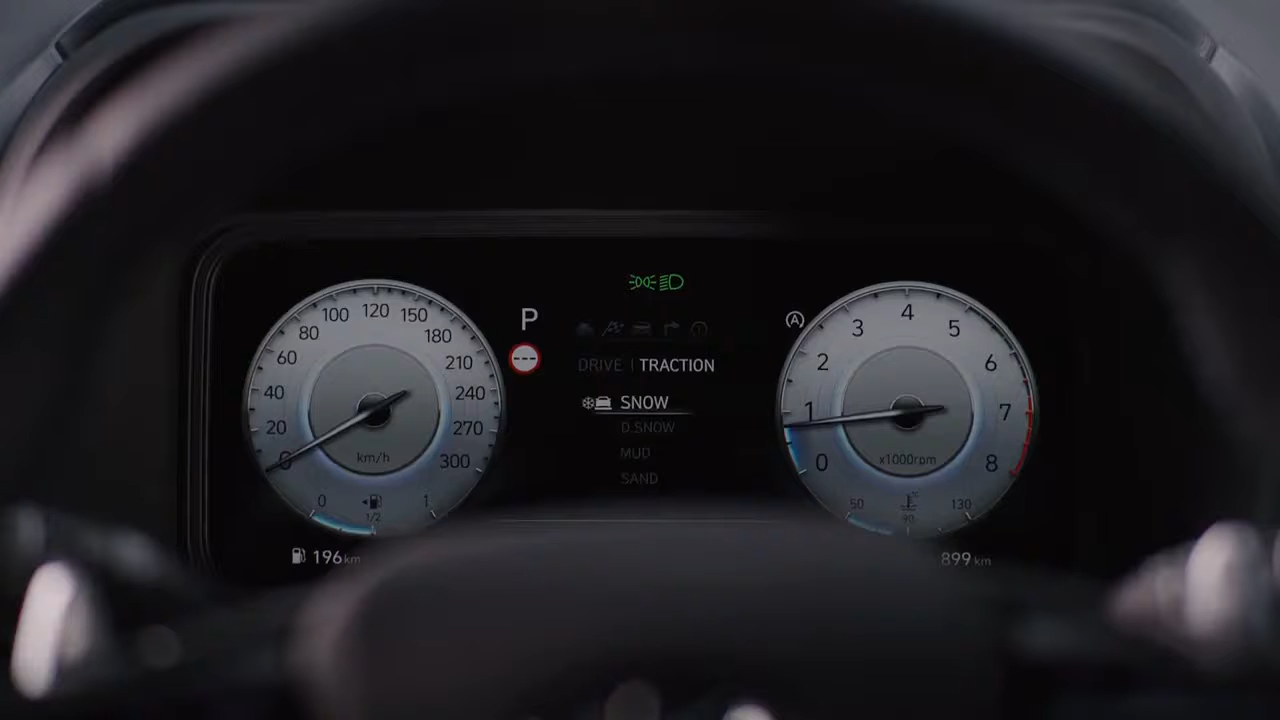 0 20 40 60 80 100 120 150 180 210 240 270 300
km/h
0 1/2 1
196 km
P
---
DRIVE | TRACTION
SNOW
D.SNOW
MUD
SAND
A
0 1 2 3 4 5 6 7 8
x1000rpm
50 90 130
°C
899 km